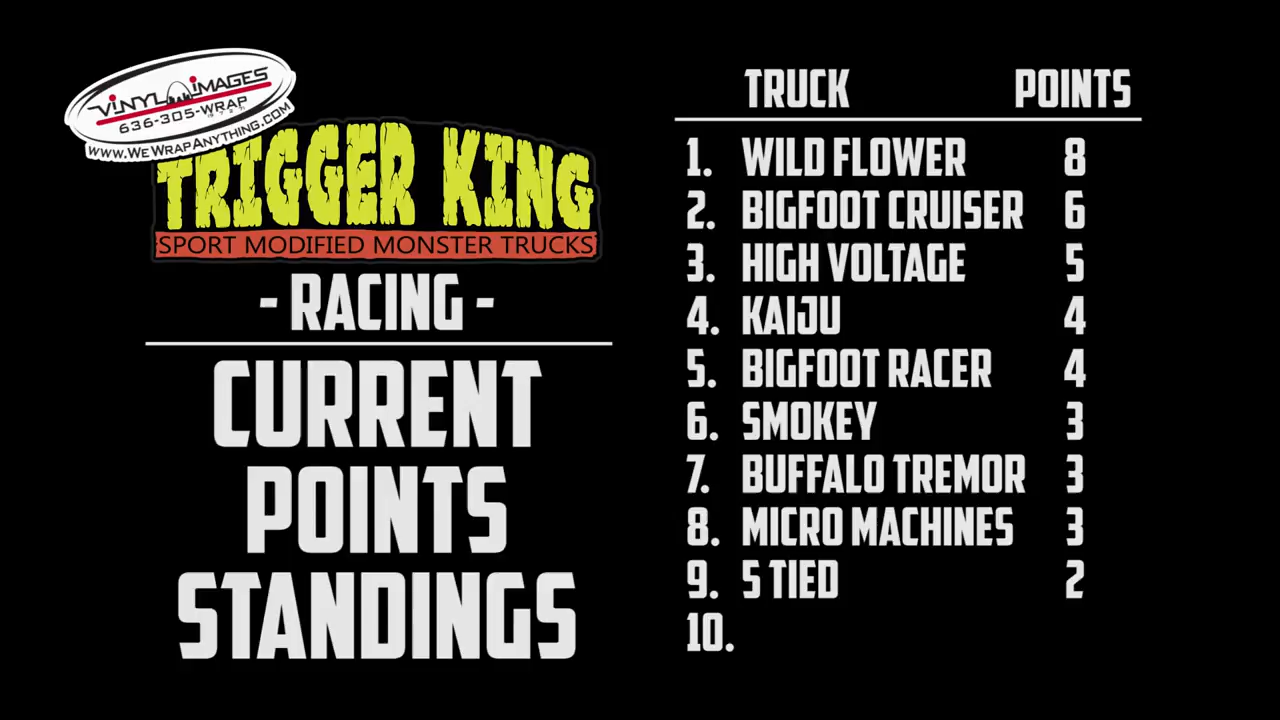 VINYL IMAGES
636-305-WRAP
WWW.WEWRAPANYTHING.COM
TRIGGER KING
SPORT MODIFIED MONSTER TRUCKS
- RACING -
CURRENT
POINTS
STANDINGS
TRUCK POINTS
1. WILD FLOWER 8
2. BIGFOOT CRUISER 6
3. HIGH VOLTAGE 5
4. KAIJU 4
5. BIGFOOT RACER 4
6. SMOKEY 3
7. BUFFALO TREMOR 3
8. MICRO MACHINES 3
9. 5 TIED 2
10.